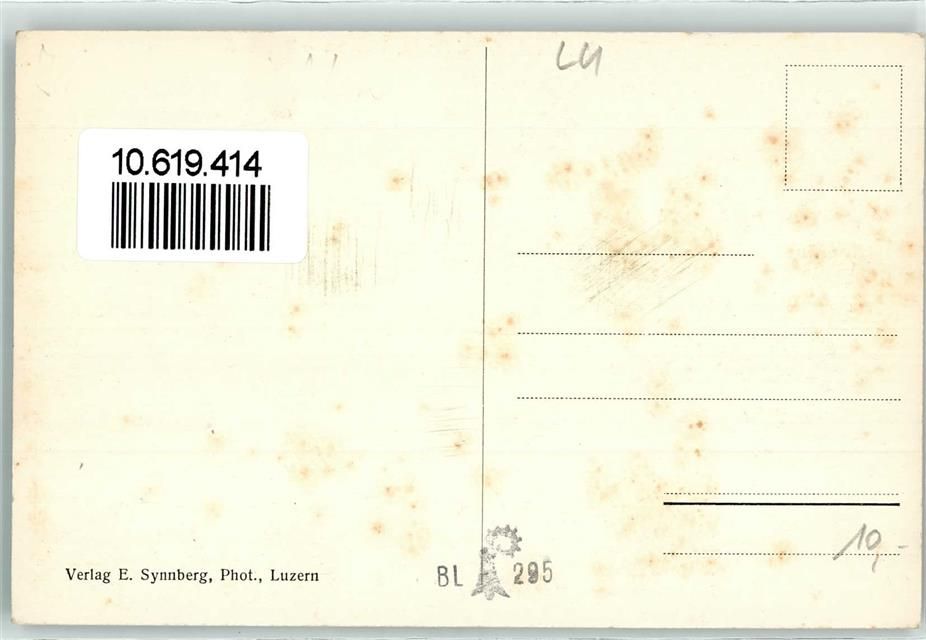 LU
10.619.414
Verlag E. Synnberg, Phot., Luzern
BL 295
10,-